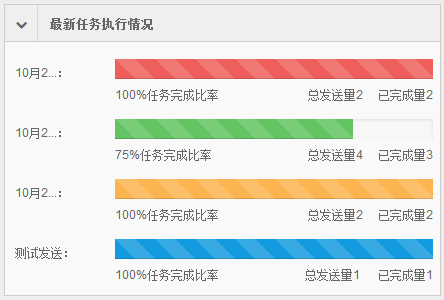 最新任务执行情况
10月2...：
100%任务完成比率 总发送量2 已完成量2
10月2...：
75%任务完成比率 总发送量4 已完成量3
10月2...：
100%任务完成比率 总发送量2 已完成量2
测试发送：
100%任务完成比率 总发送量1 已完成量1